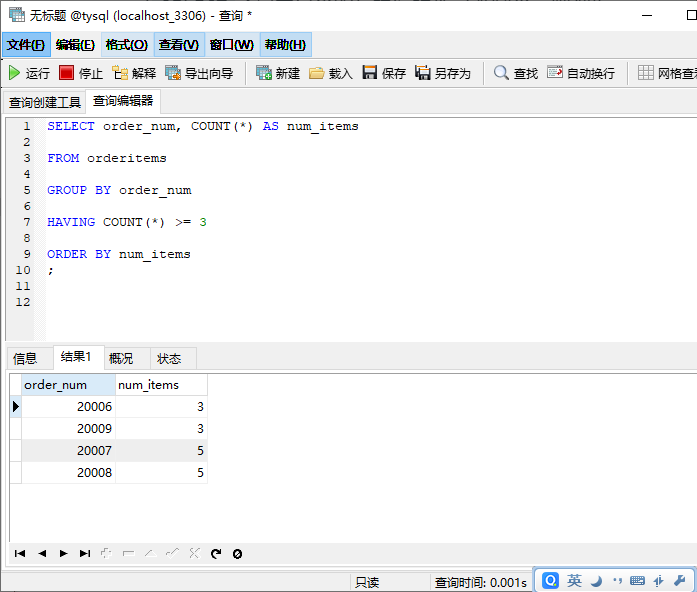 无标题 @tysql (localhost_3306) - 查询 *
文件(F) 编辑(E) 格式(O) 查看(V) 窗口(W) 帮助(H)
运行 停止 解释 导出向导 新建 载入 保存 另存为 查找 自动换行 网格查
查询创建工具 查询编辑器
1 SELECT order_num, COUNT(*) AS num_items
2
3 FROM orderitems
4
5 GROUP BY order_num
6
7 HAVING COUNT(*) >= 3
8
9 ORDER BY num_items
10 ;
11
12
信息 结果1 概况 状态
order_num num_items
20006 3
20009 3
20007 5
20008 5
只读 查询时间: 0.001s
Q 英